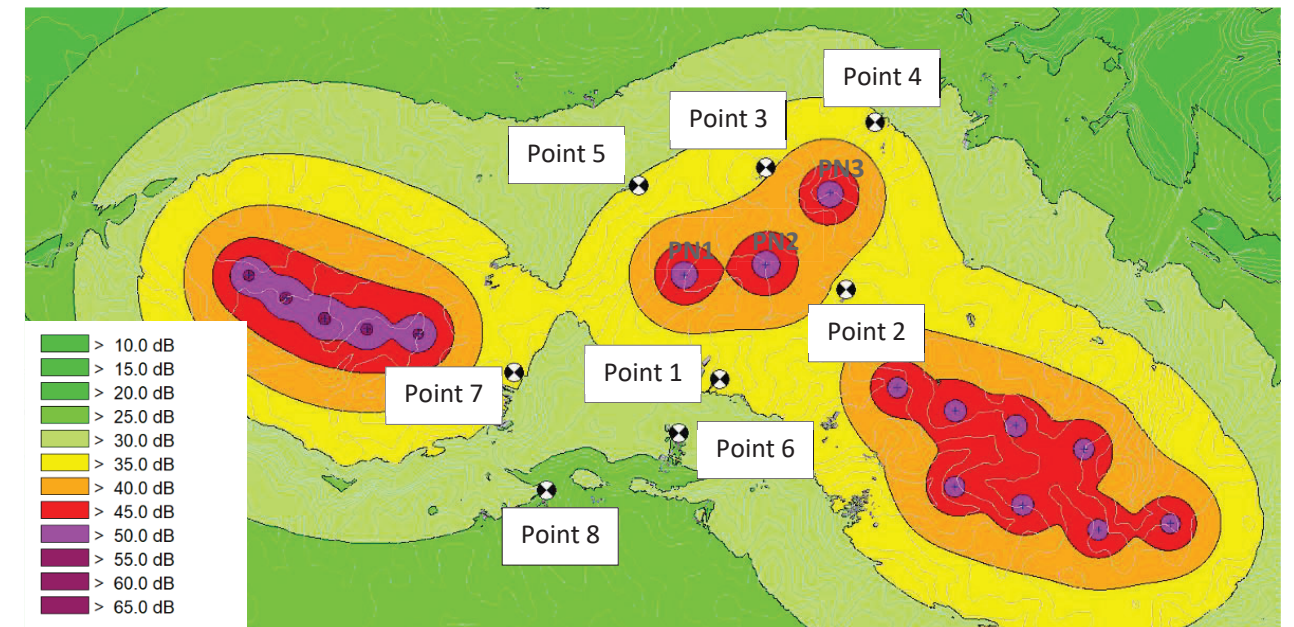 Point 4
Point 3
Point 5
PN3
PN1
PN2
Point 2
Point 1
Point 7
Point 6
Point 8
> 10.0 dB
> 15.0 dB
> 20.0 dB
> 25.0 dB
> 30.0 dB
> 35.0 dB
> 40.0 dB
> 45.0 dB
> 50.0 dB
> 55.0 dB
> 60.0 dB
> 65.0 dB